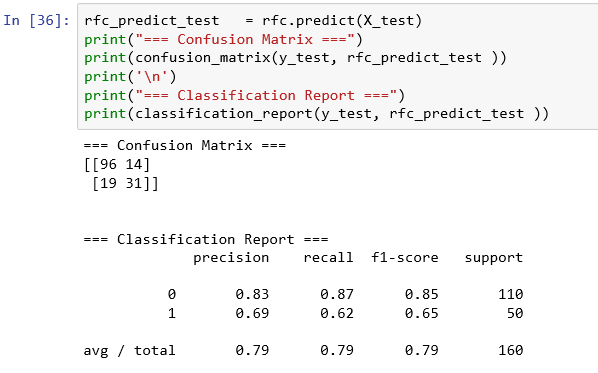 In [36]: rfc_predict_test   = rfc.predict(X_test)
print("=== Confusion Matrix ===")
print(confusion_matrix(y_test, rfc_predict_test ))
print('\n')
print("=== Classification Report ===")
print(classification_report(y_test, rfc_predict_test ))
=== Confusion Matrix ===
[[96 14]
 [19 31]]
=== Classification Report ===
             precision    recall  f1-score   support
          0       0.83      0.87      0.85       110
          1       0.69      0.62      0.65        50
avg / total       0.79      0.79      0.79       160